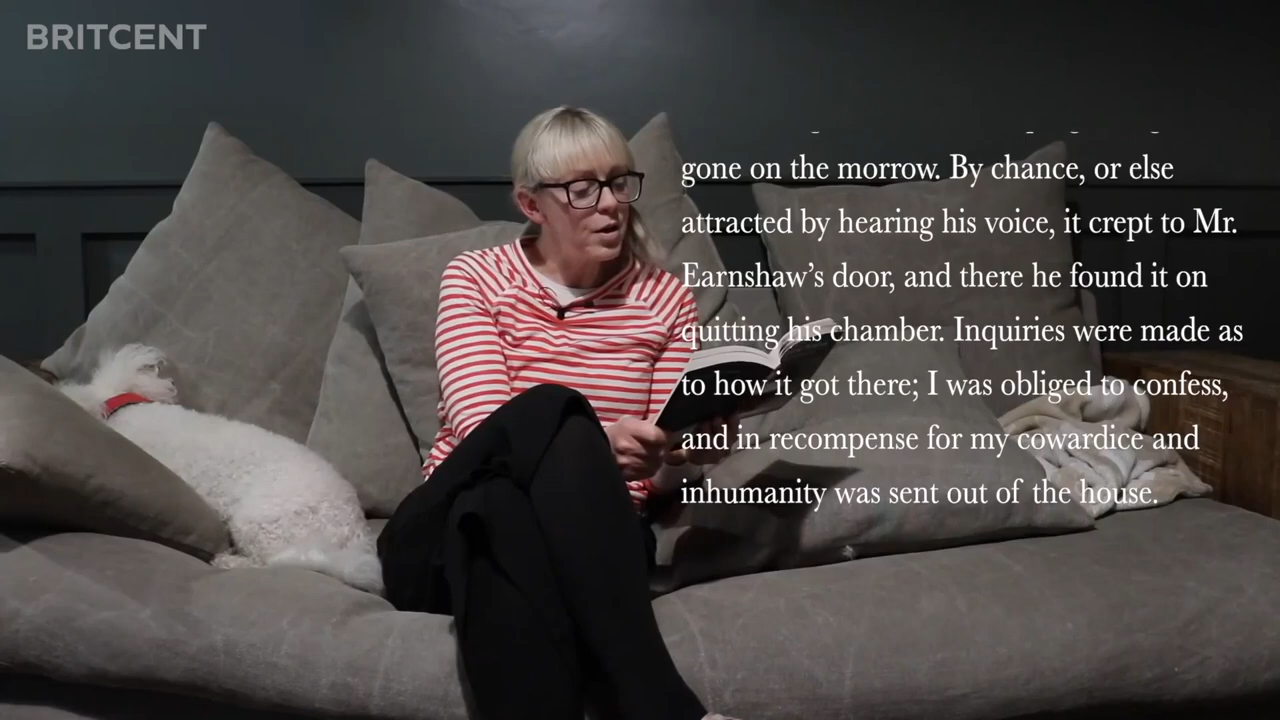 BRITCENT
gone on the morrow. By chance, or else
attracted by hearing his voice, it crept to Mr.
Earnshaw’s door, and there he found it on
quitting his chamber. Inquiries were made as
to how it got there; I was obliged to confess,
and in recompense for my cowardice and
inhumanity was sent out of the house.